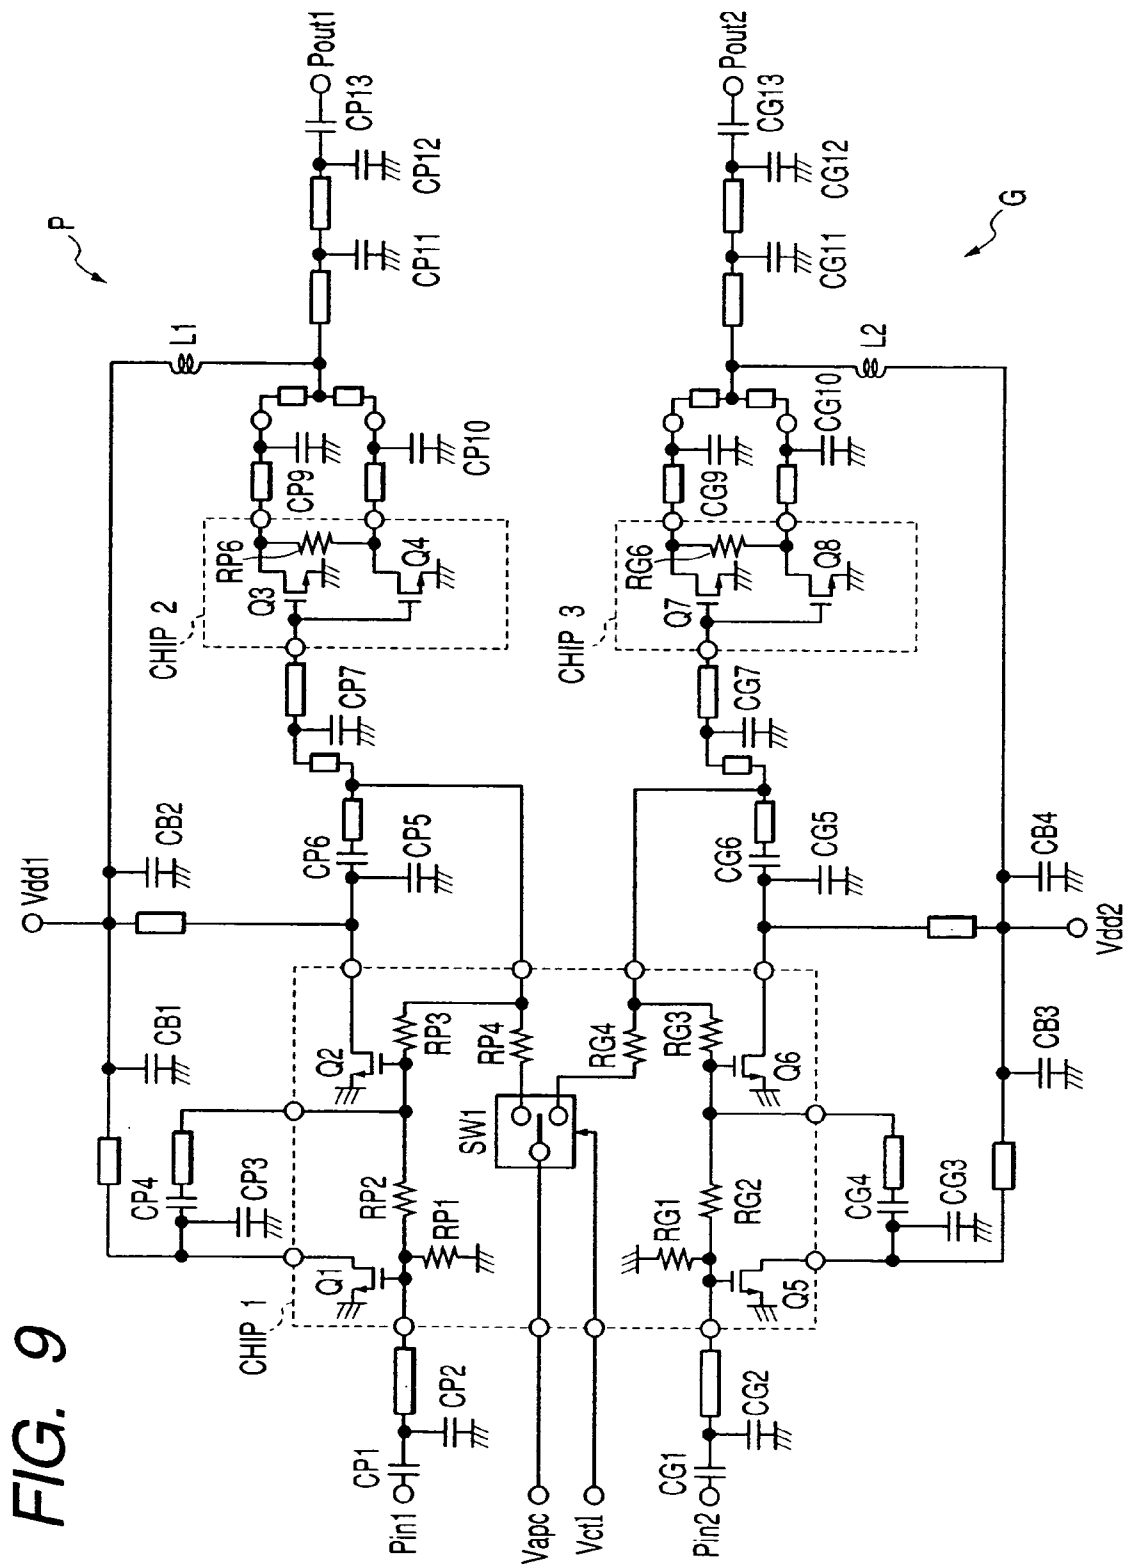 FIG. 9
P
G
Vdd1
CB1
CB2
L1
CP4
CP3
CHIP 1
Q1
Q2
RP3
RP2
RP1
RP4
CP1
CP2
Pin1
CP6
CP5
CP7
CHIP 2
Q3
RP6
Q4
CP9
CP10
CP11
CP12
CP13
Pout1
SW1
Vapc
Vctl
RG4
RG3
RG1
RG2
Q5
Q6
Pin2
CG1
CG2
CG4
CG3
CG6
CG5
CG7
CHIP 3
Q7
RG6
Q8
CG9
CG10
CG11
CG12
CG13
Pout2
L2
CB3
CB4
Vdd2